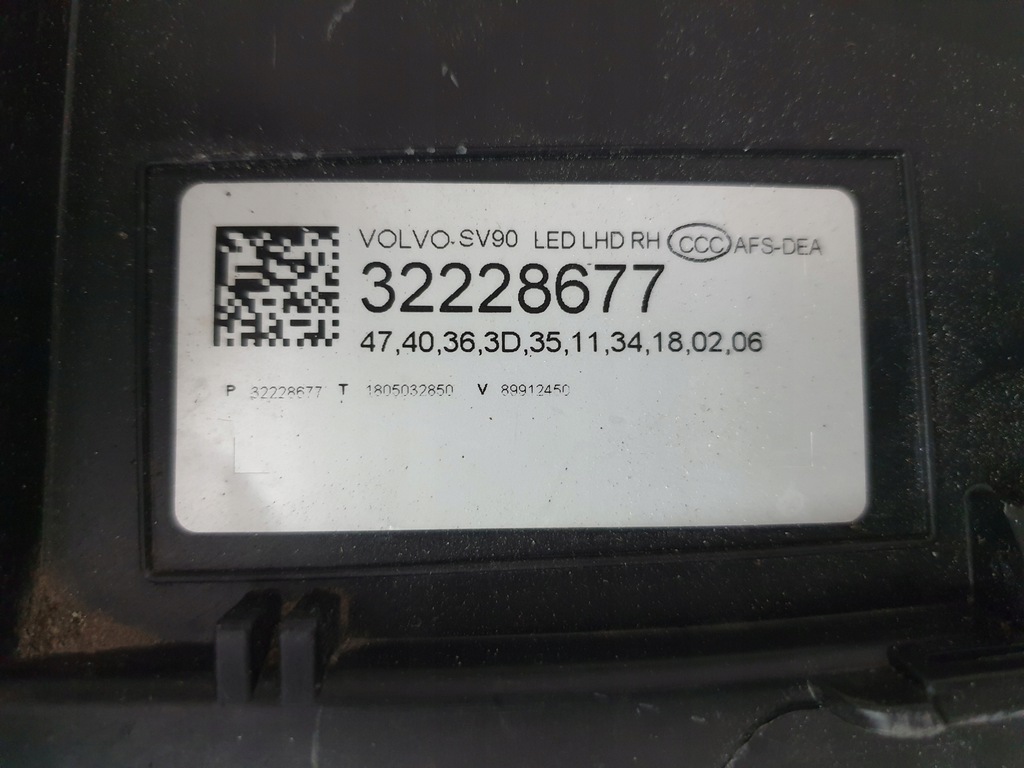 VOLVO-SV90 LED LHD RH CCC AFS-DEA
32228677
47,40,36,3D,35,11,34,18,02,06
P 32228677 T 1805032850 V 89912450